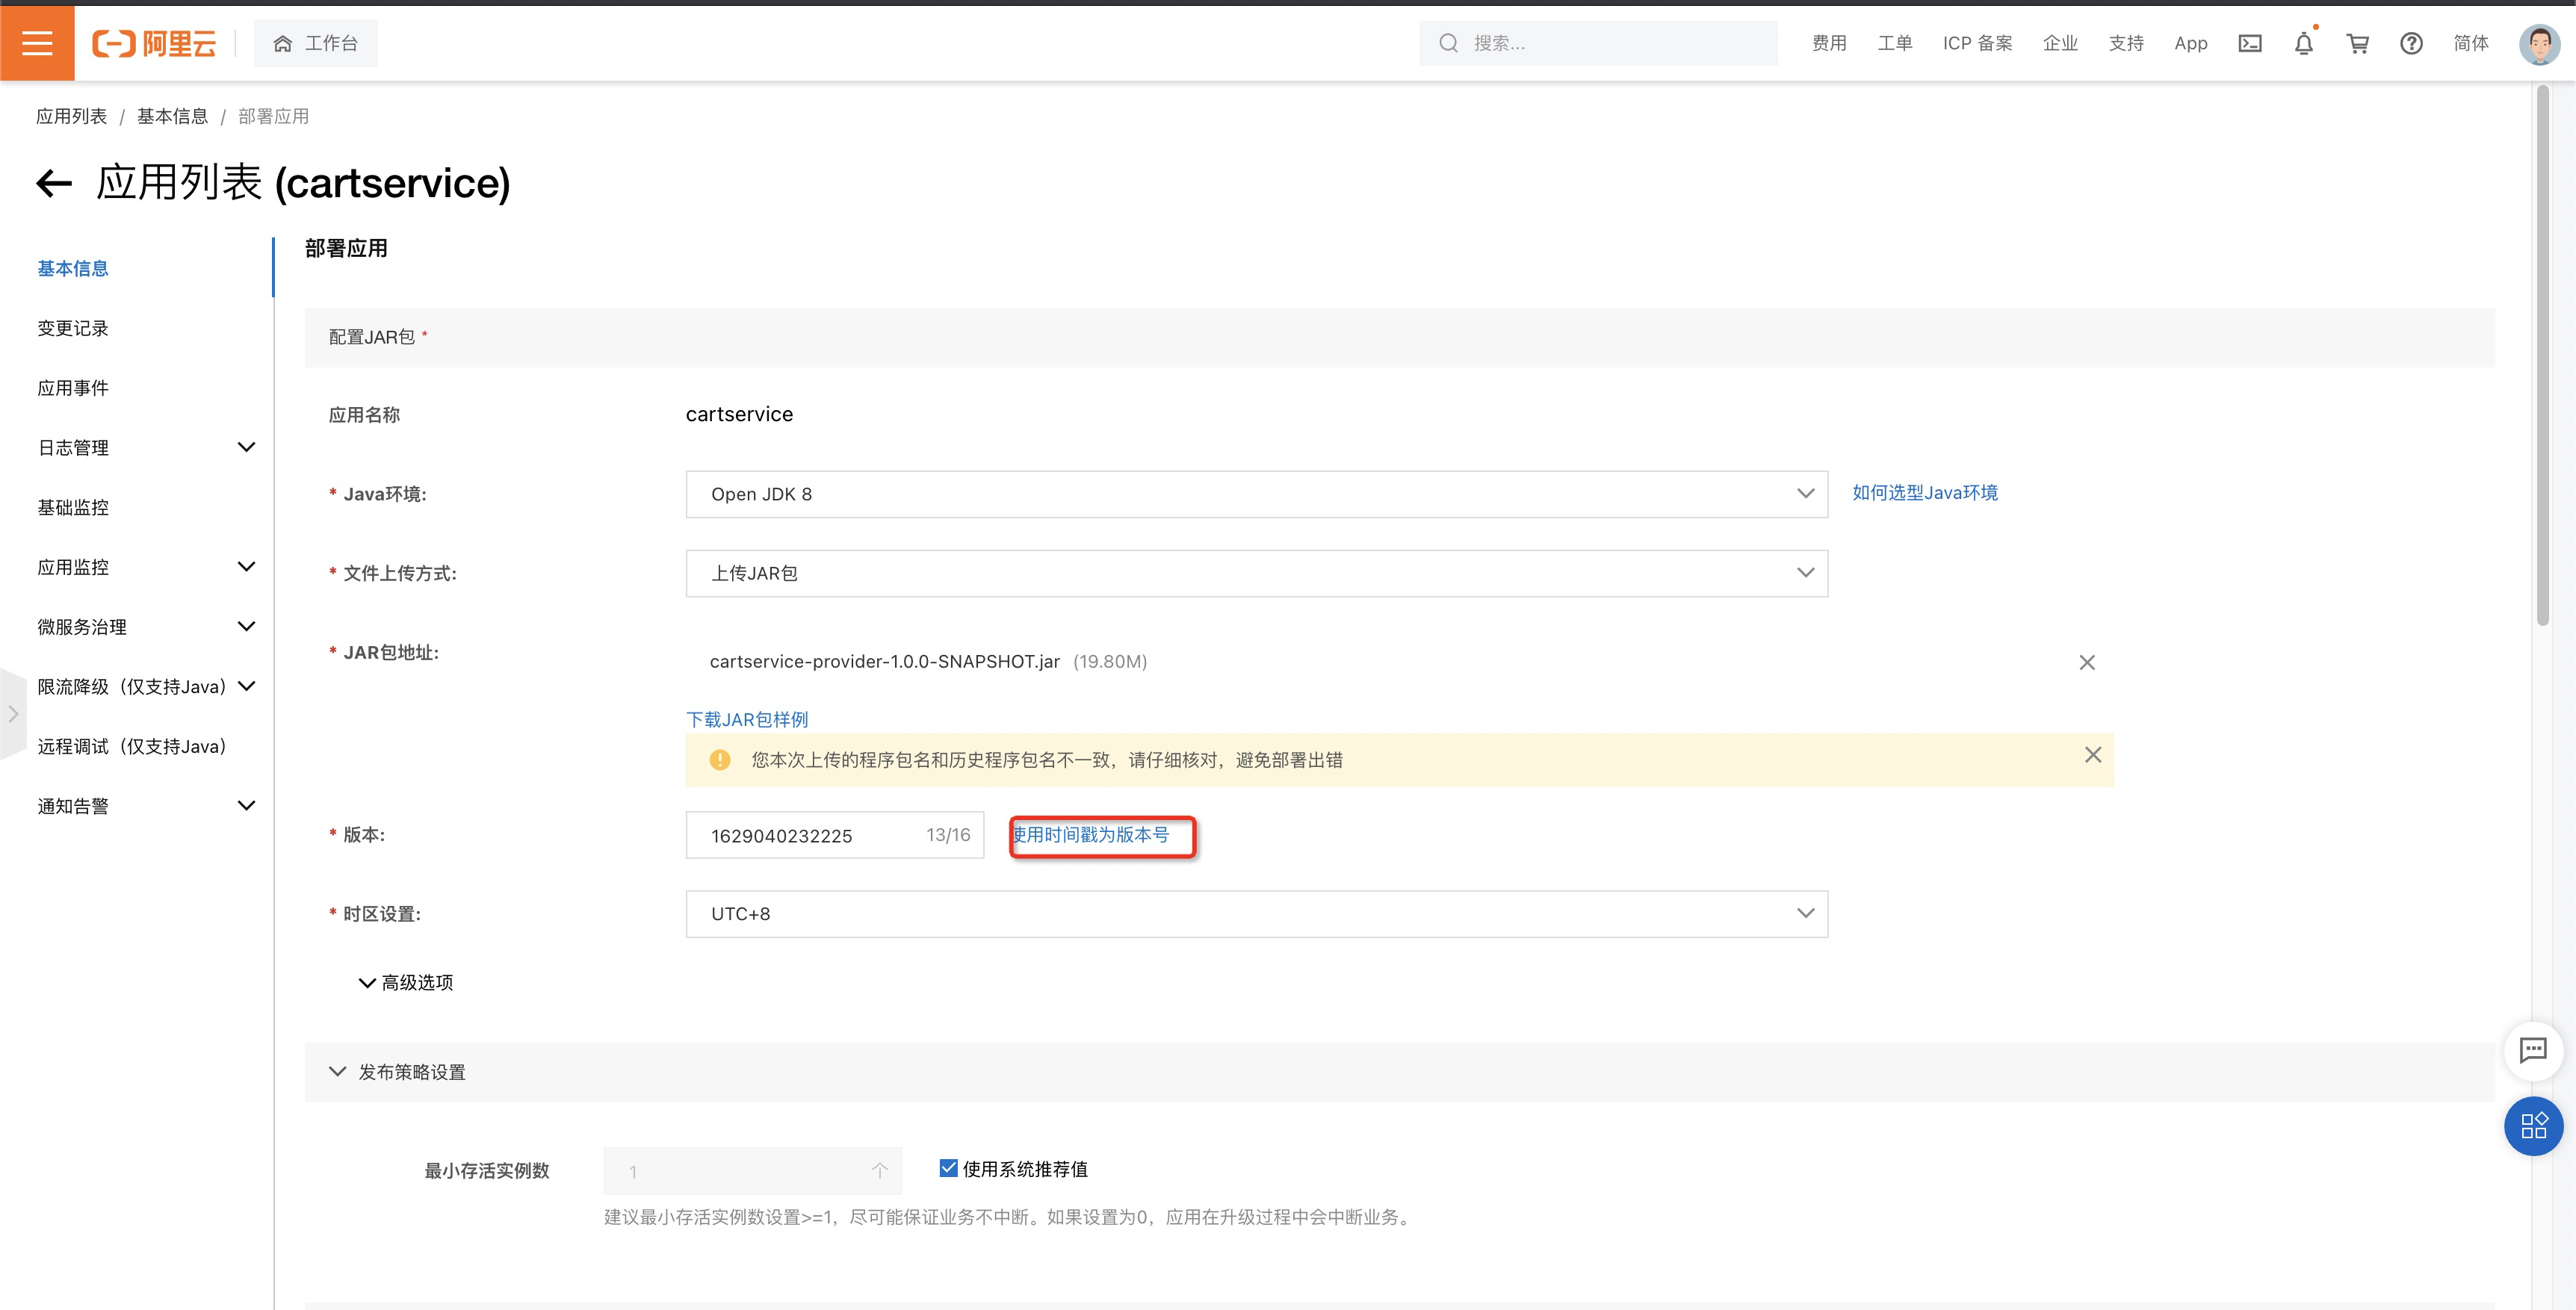 阿里云
工作台
搜索...
费用
工单
ICP 备案
企业
支持
App
简体
应用列表 / 基本信息 / 部署应用
应用列表 (cartservice)
基本信息
变更记录
应用事件
日志管理
基础监控
应用监控
微服务治理
限流降级（仅支持Java）
远程调试（仅支持Java）
通知告警
部署应用
配置JAR包 *
应用名称 cartservice
* Java环境: Open JDK 8 如何选型Java环境
* 文件上传方式: 上传JAR包
* JAR包地址: cartservice-provider-1.0.0-SNAPSHOT.jar (19.80M)
下载JAR包样例
您本次上传的程序包名和历史程序包名不一致，请仔细核对，避免部署出错
* 版本: 1629040232225 13/16 使用时间戳为版本号
* 时区设置: UTC+8
高级选项
发布策略设置
最小存活实例数 1 个 使用系统推荐值
建议最小存活实例数设置>=1，尽可能保证业务不中断。如果设置为0，应用在升级过程中会中断业务。